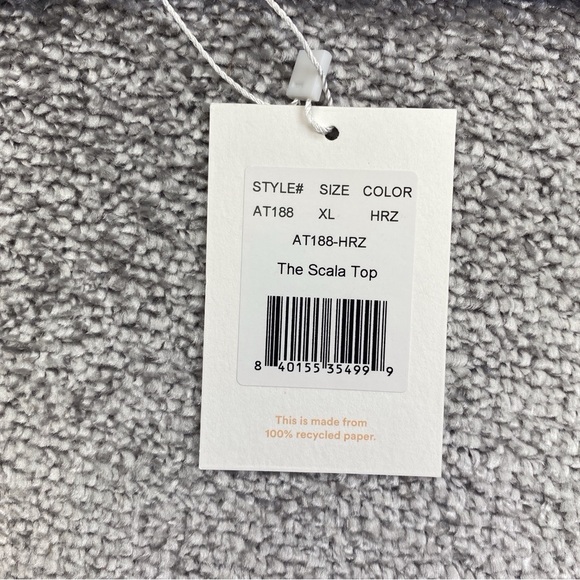 STYLE# SIZE COLOR
AT188 XL HRZ
AT188-HRZ
The Scala Top
8 40155 35499 9
This is made from
100% recycled paper.